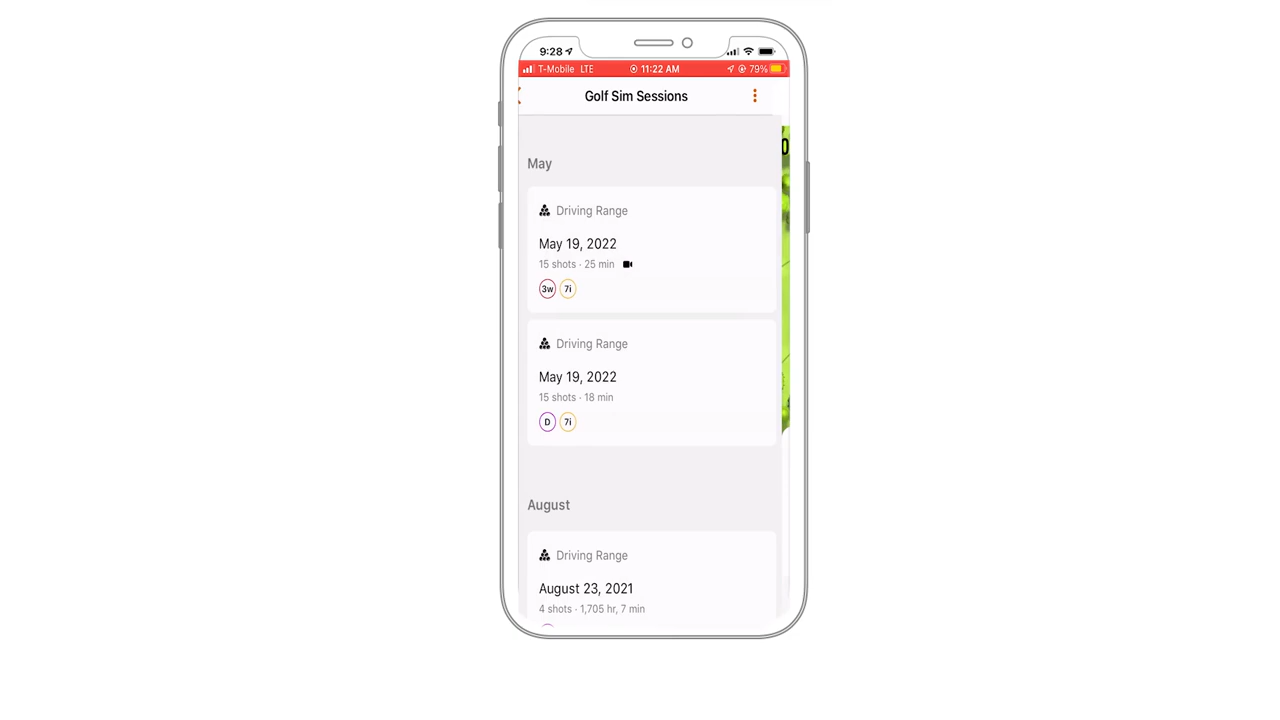 9:28
T-Mobile LTE 11:22 AM 79%
Golf Sim Sessions
0
May
Driving Range
May 19, 2022
15 shots · 25 min
3w 7i
Driving Range
May 19, 2022
15 shots · 18 min
D 7i
August
Driving Range
August 23, 2021
4 shots · 1,705 hr, 7 min